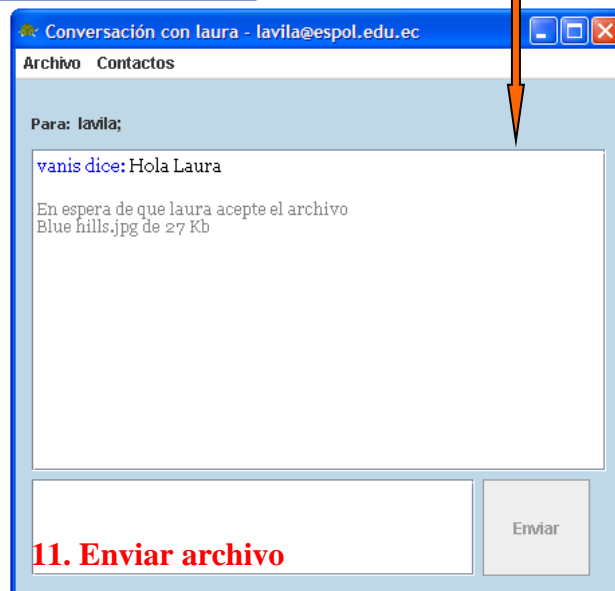 Conversación con laura - lavila@espol.edu.ec
Archivo Contactos
Para: lavila;
vanis dice: Hola Laura
En espera de que laura acepte el archivo
Blue hills.jpg de 27 Kb
Enviar
11. Enviar archivo